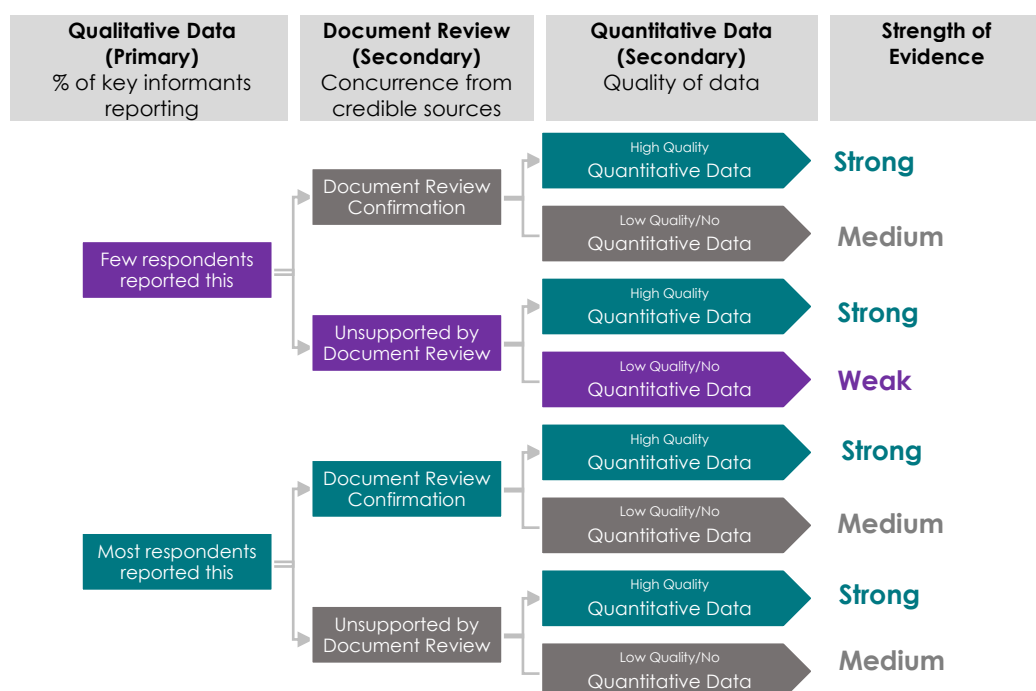 Qualitative Data
(Primary)
% of key informants
reporting
Document Review
(Secondary)
Concurrence from
credible sources
Quantitative Data
(Secondary)
Quality of data
Strength of
Evidence
Few respondents
reported this
Document Review
Confirmation
High Quality
Quantitative Data
Strong
Low Quality/No
Quantitative Data
Medium
Unsupported by
Document Review
High Quality
Quantitative Data
Strong
Low Quality/No
Quantitative Data
Weak
Most respondents
reported this
Document Review
Confirmation
High Quality
Quantitative Data
Strong
Low Quality/No
Quantitative Data
Medium
Unsupported by
Document Review
High Quality
Quantitative Data
Strong
Low Quality/No
Quantitative Data
Medium